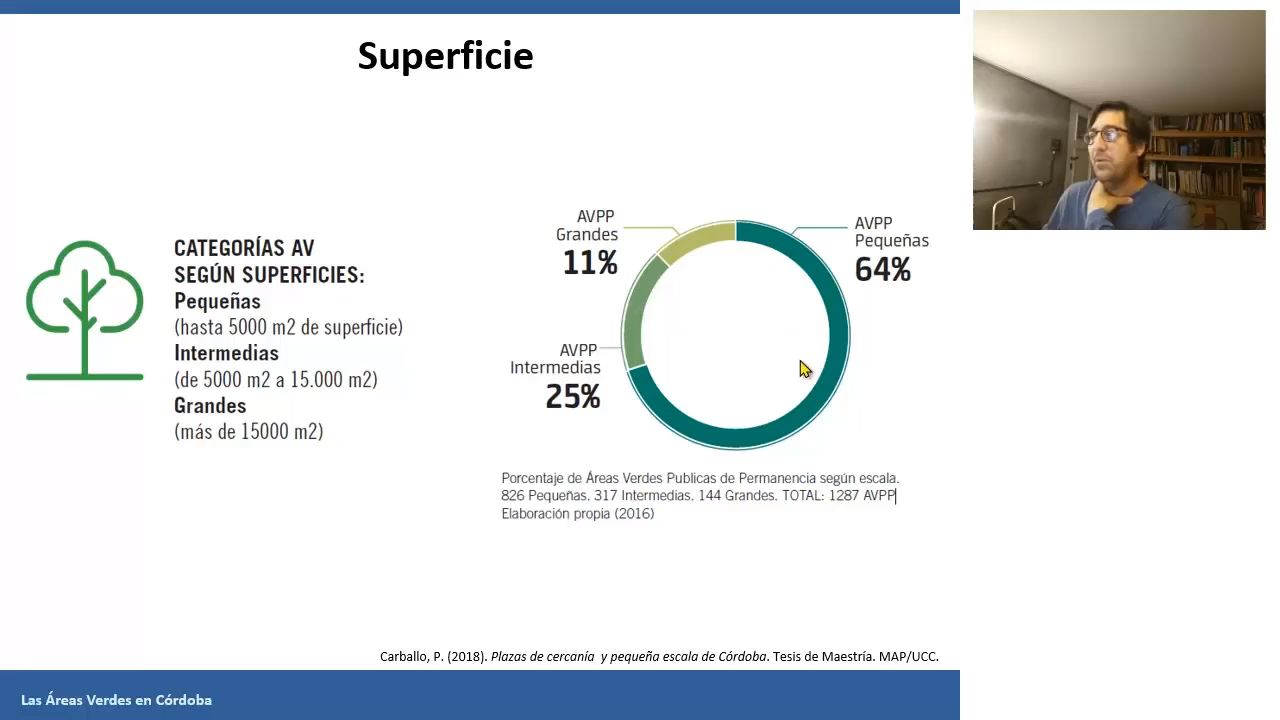 Superficie
CATEGORÍAS AV
SEGÚN SUPERFICIES:
Pequeñas
(hasta 5000 m2 de superficie)
Intermedias
(de 5000 m2 a 15.000 m2)
Grandes
(más de 15000 m2)
AVPP
Grandes
11%
AVPP
Pequeñas
64%
AVPP
Intermedias
25%
Porcentaje de Áreas Verdes Publicas de Permanencia según escala.
826 Pequeñas. 317 Intermedias. 144 Grandes. TOTAL: 1287 AVPP
Elaboración propia (2016)
Carballo, P. (2018). Plazas de cercanía y pequeña escala de Córdoba. Tesis de Maestría. MAP/UCC.
Las Áreas Verdes en Córdoba